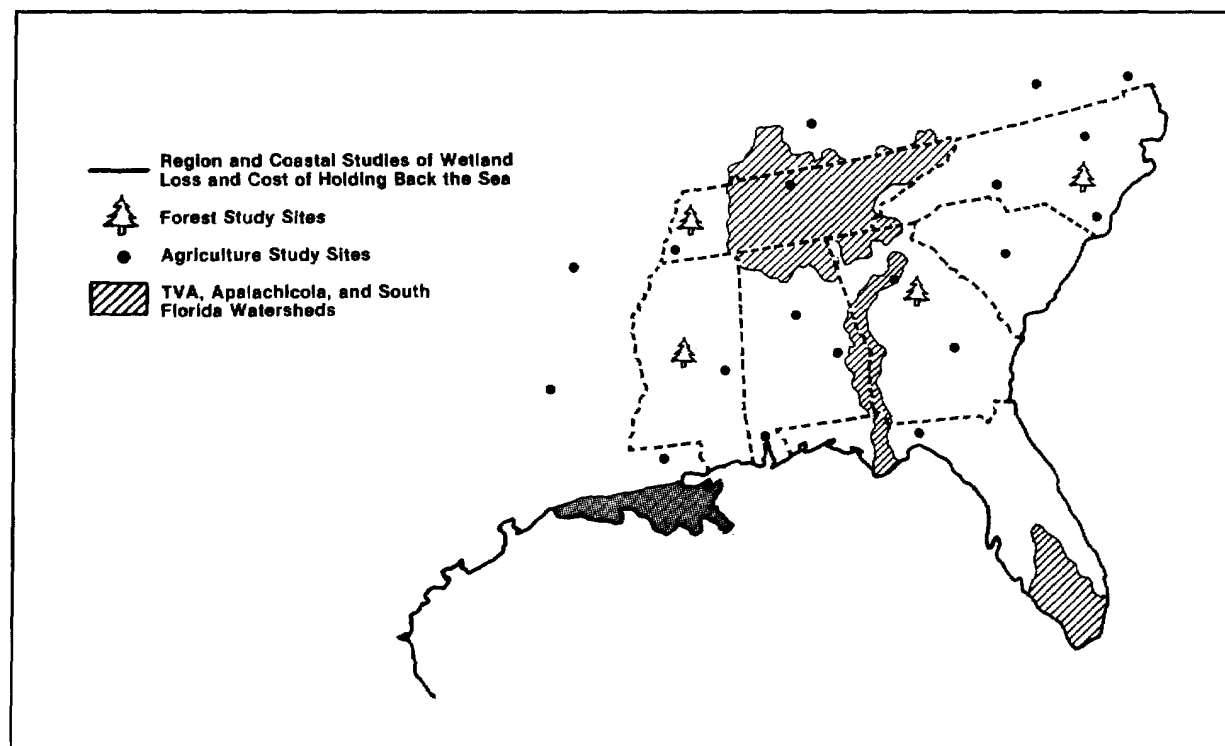 Region and Coastal Studies of Wetland
Loss and Cost of Holding Back the Sea
Forest Study Sites
Agriculture Study Sites
TVA, Apalachicola, and South
Florida Watersheds